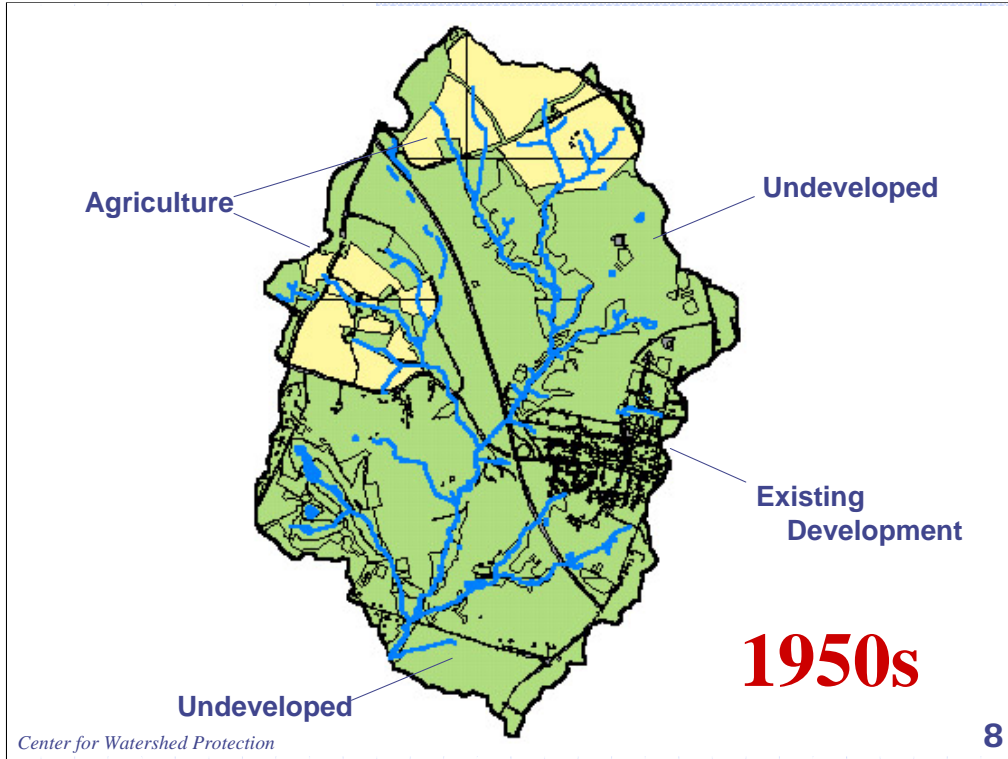 Agriculture
Undeveloped
Existing
Development
1950s
Undeveloped
Center for Watershed Protection
8